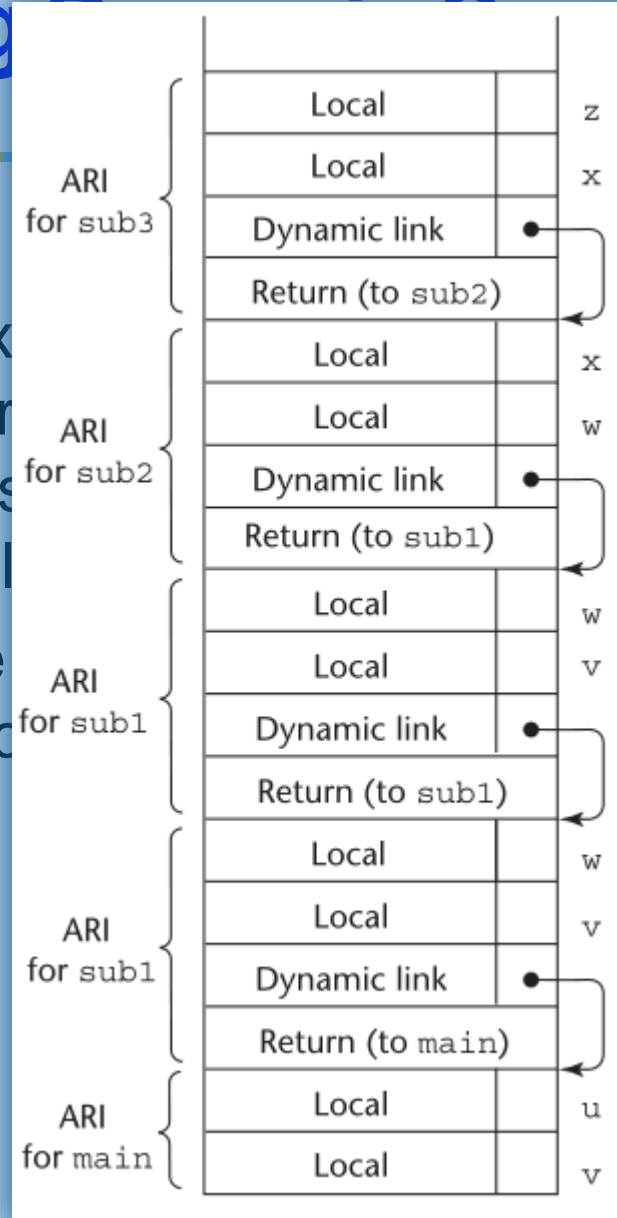 Local z
Local x
ARI
for sub3
Dynamic link
Return (to sub2)
Local x
Local w
ARI
for sub2
Dynamic link
Return (to sub1)
Local w
Local v
ARI
for sub1
Dynamic link
Return (to sub1)
Local w
Local v
ARI
for sub1
Dynamic link
Return (to main)
Local u
ARI
for main
Local v